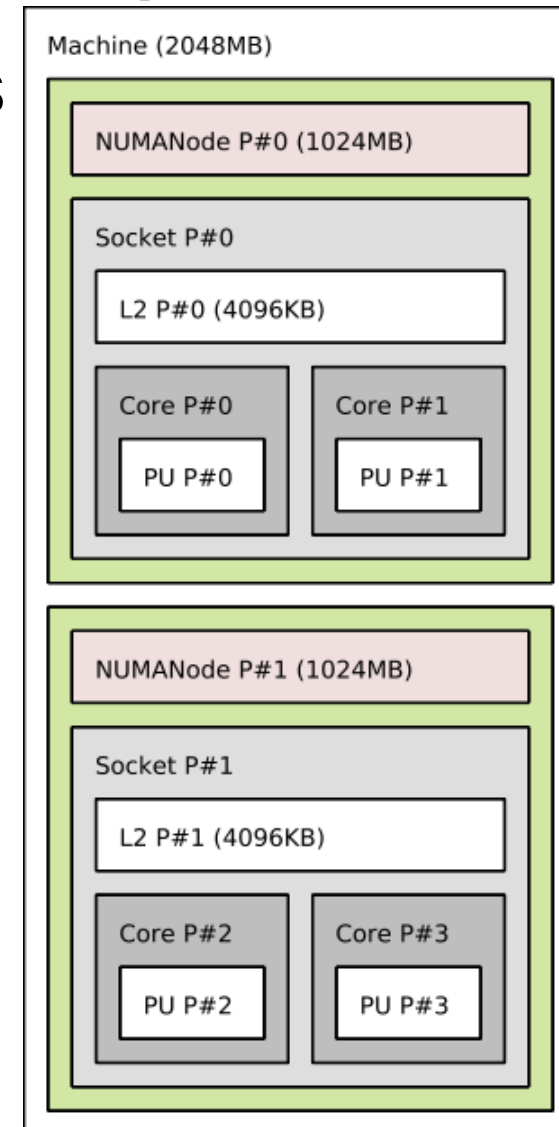 Machine (2048MB)
s
NUMANode P#0 (1024MB)
Socket P#0
L2 P#0 (4096KB)
Core P#0 Core P#1
PU P#0 PU P#1
NUMANode P#1 (1024MB)
Socket P#1
L2 P#1 (4096KB)
Core P#2 Core P#3
PU P#2 PU P#3